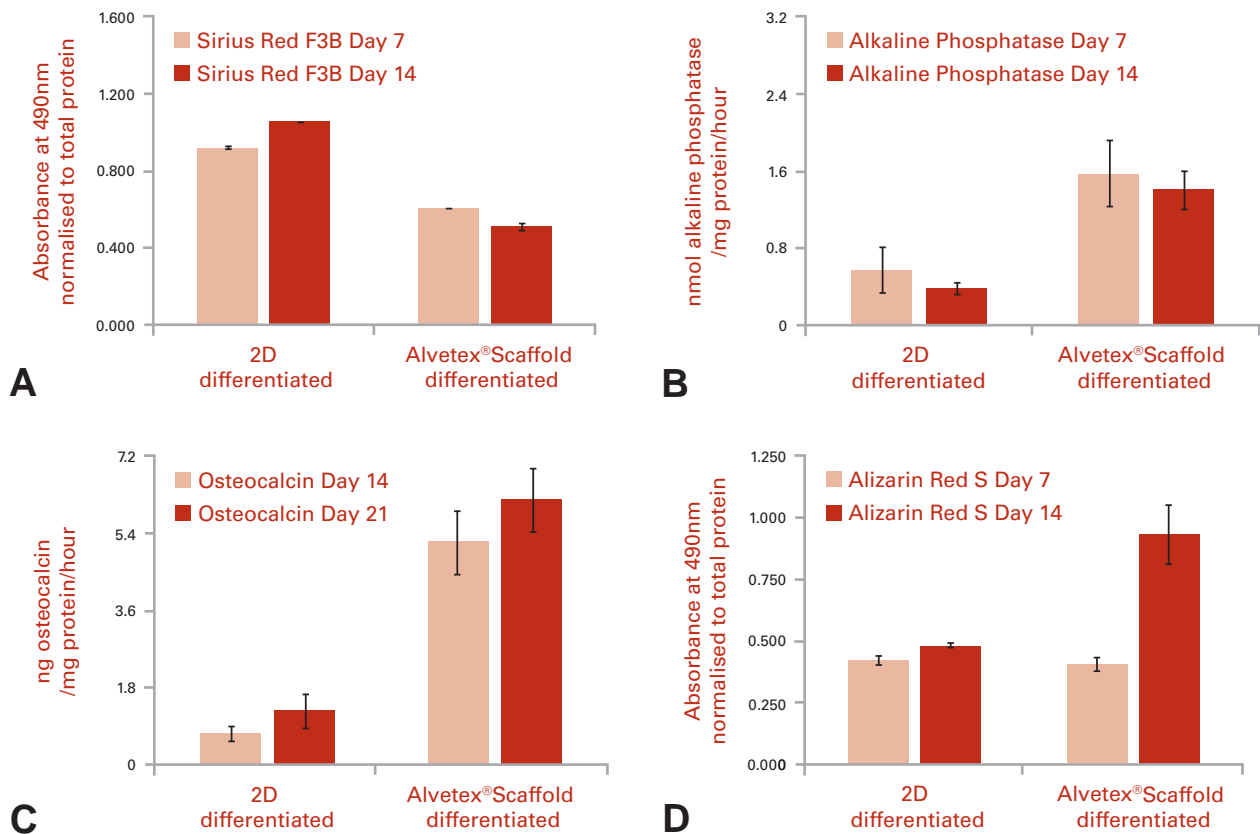 Absorbance at 490nm
normalised to total protein
1.600
1.200
0.800
0.400
0.000
Sirius Red F3B Day 7
Sirius Red F3B Day 14
2D
differentiated
Alvetex®Scaffold
differentiated
A
nmol alkaline phosphatase
/mg protein/hour
3.2
2.4
1.6
0.8
0
Alkaline Phosphatase Day 7
Alkaline Phosphatase Day 14
2D
differentiated
Alvetex®Scaffold
differentiated
B
ng osteocalcin
/mg protein/hour
7.2
5.4
3.6
1.8
0
Osteocalcin Day 14
Osteocalcin Day 21
2D
differentiated
Alvetex®Scaffold
differentiated
C
Absorbance at 490nm
normalised to total protein
1.250
1.000
0.750
0.500
0.250
0.000
Alizarin Red S Day 7
Alizarin Red S Day 14
2D
differentiated
Alvetex®Scaffold
differentiated
D